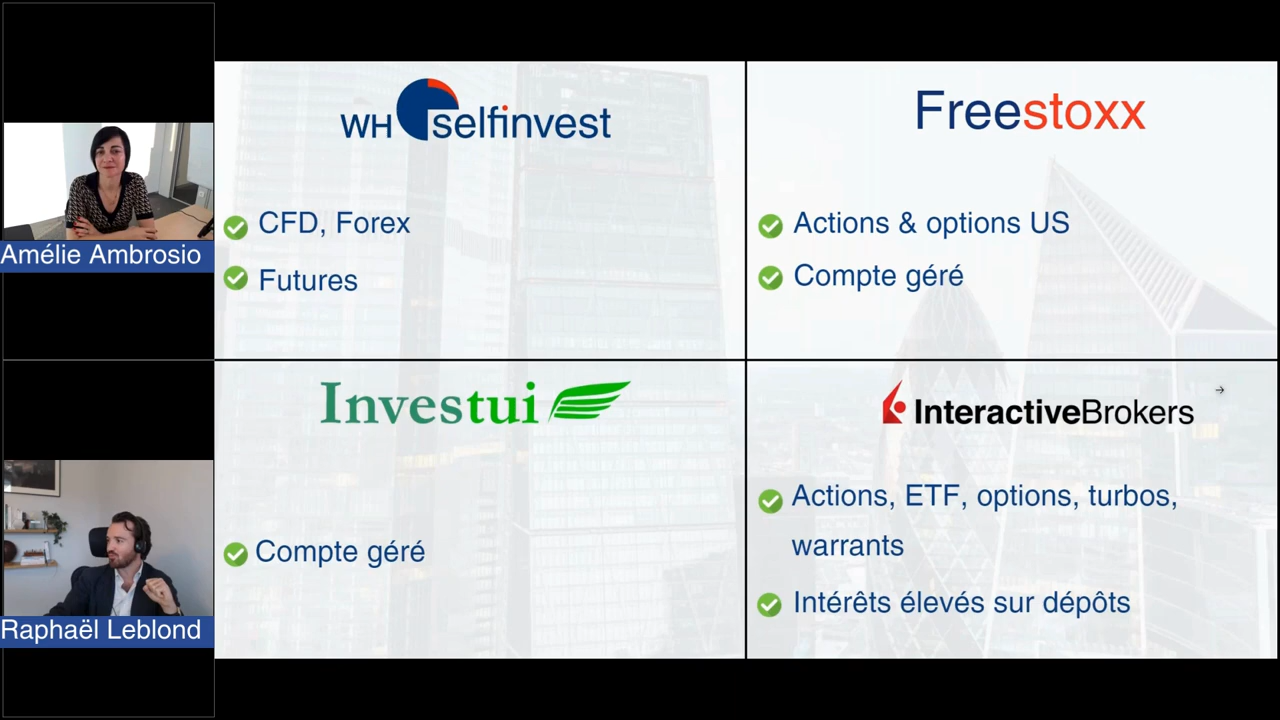 Amélie Ambrosio
Raphaël Leblond
WH selfinvest
CFD, Forex
Futures
Freestoxx
Actions & options US
Compte géré
Investui
Compte géré
InteractiveBrokers
Actions, ETF, options, turbos,
warrants
Intérêts élevés sur dépôts